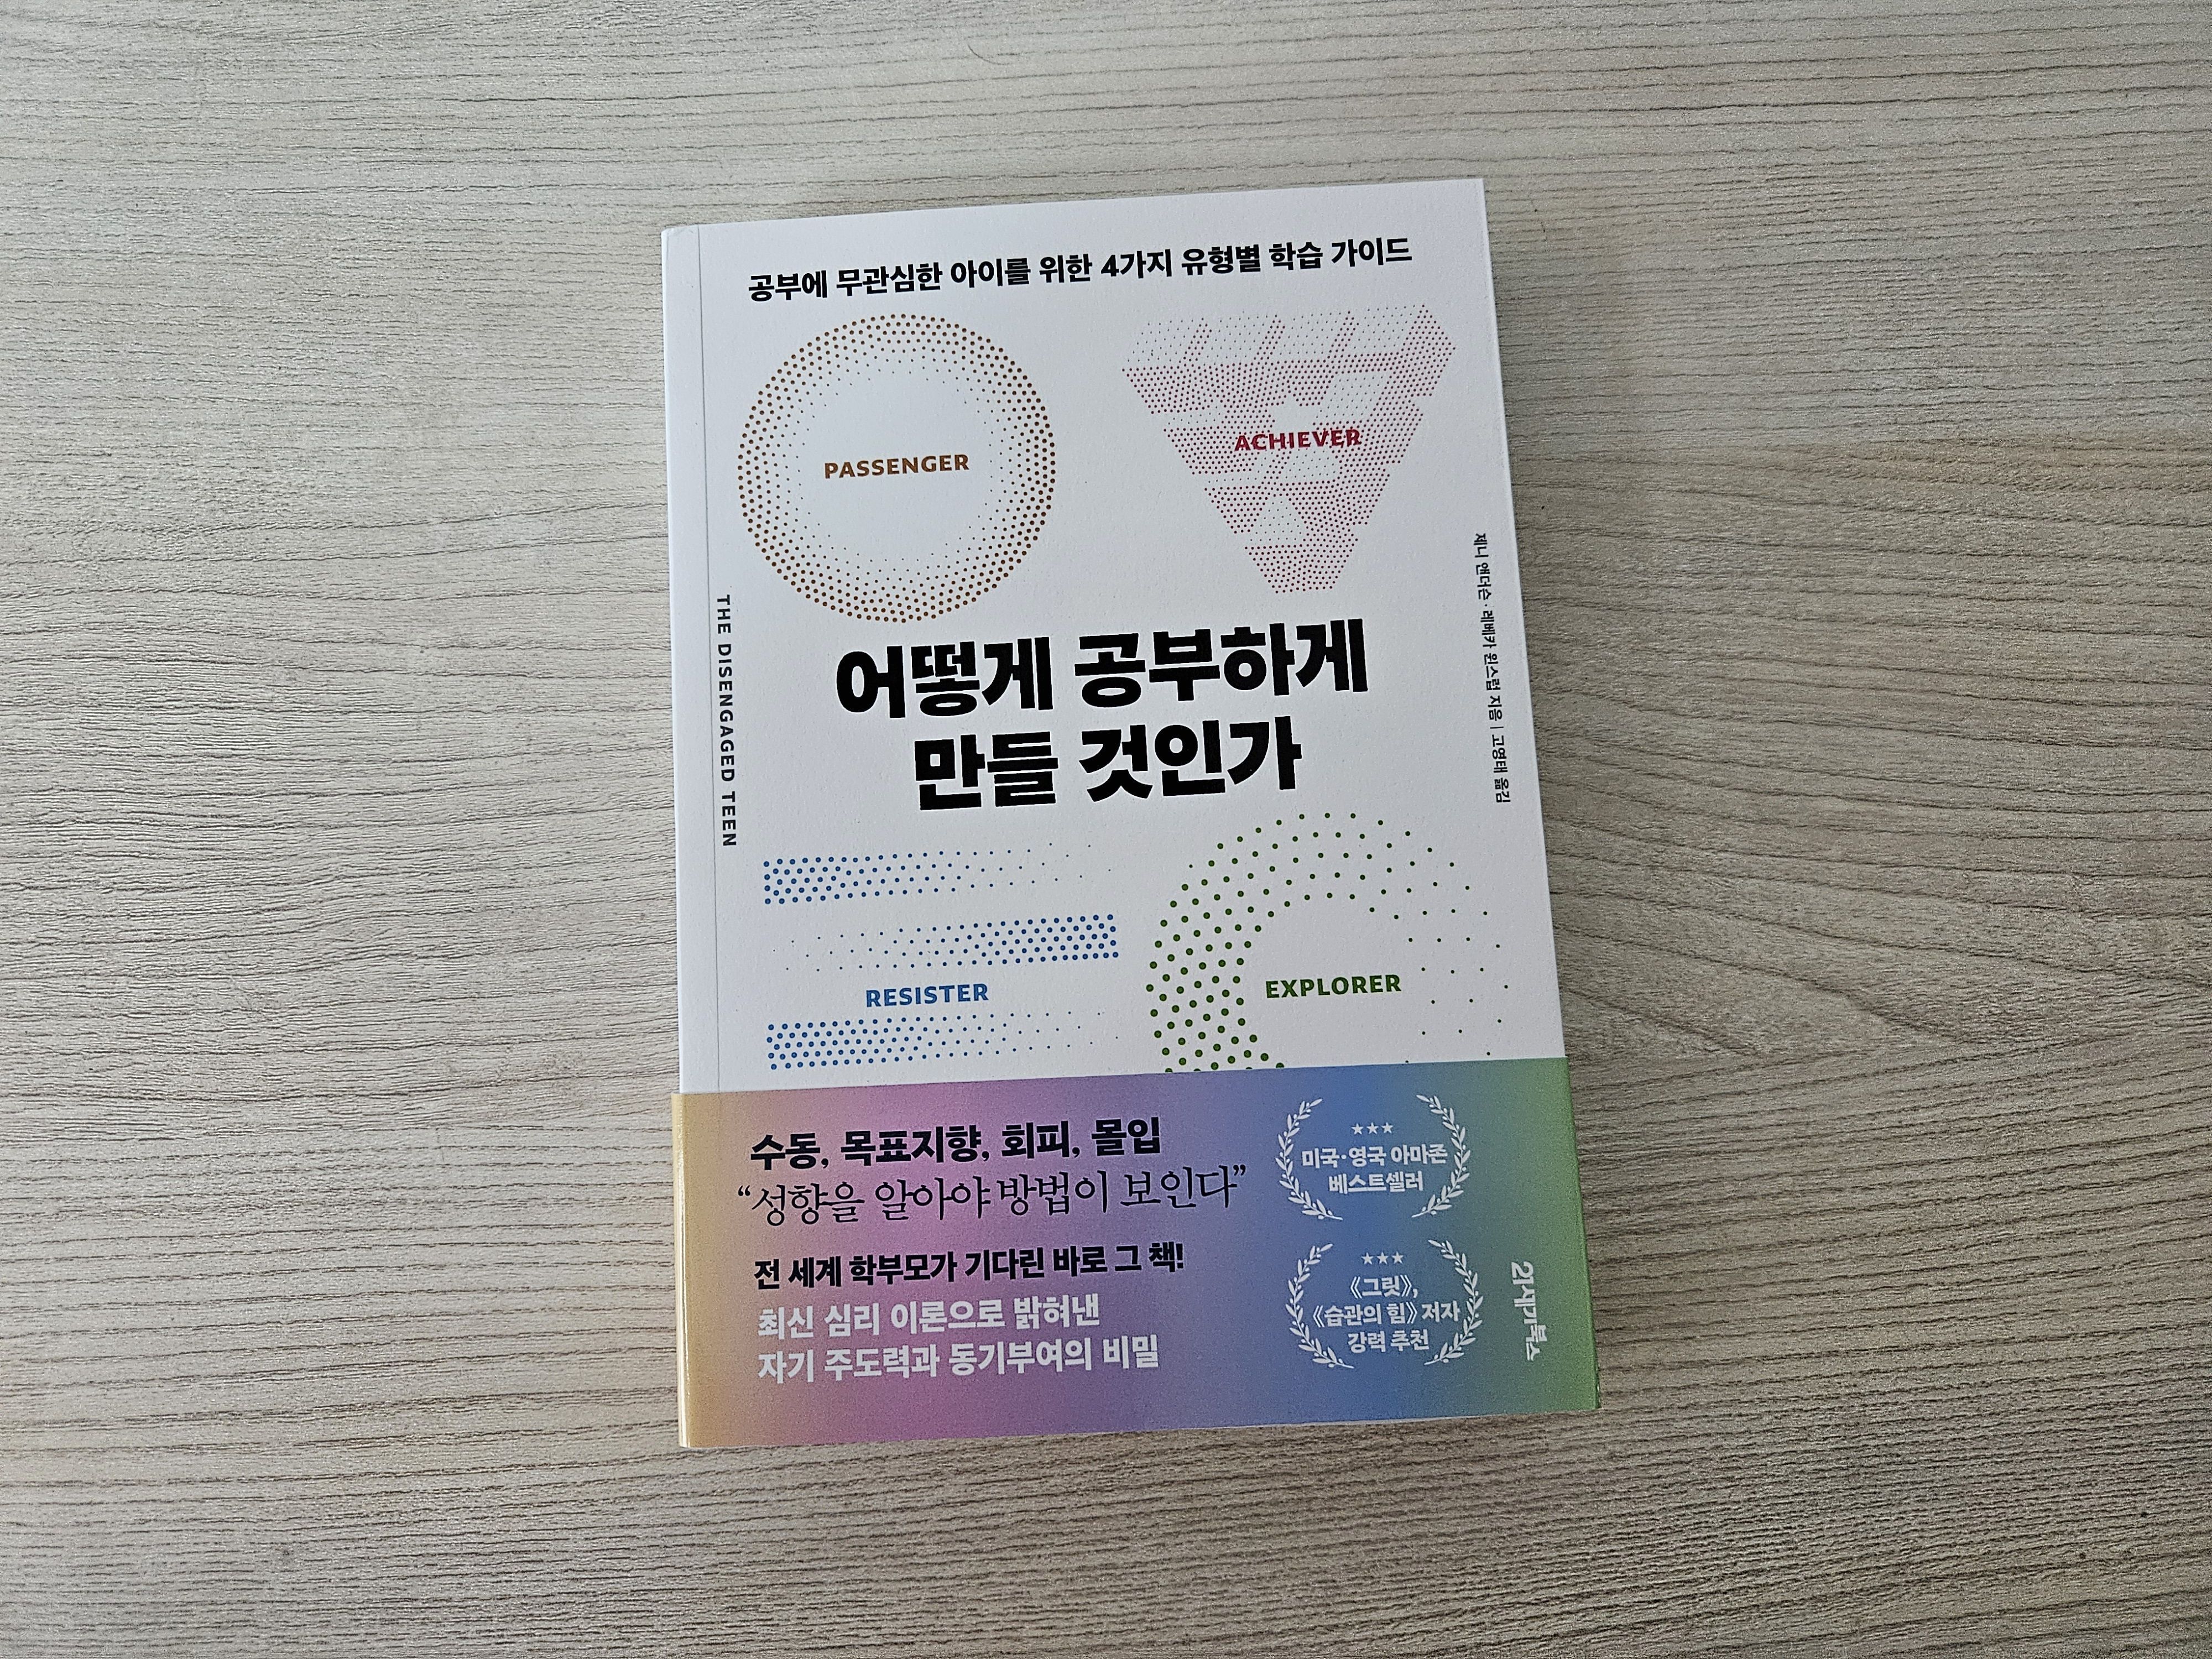 공부에 무관심한 아이를 위한 4가지 유형별 학습 가이드
PASSENGER
ACHIEVER
THE DISENGAGED TEEN
어떻게 공부하게
만들 것인가
제니 앤더슨·레베카 윈스럽 지음 | 고영태 옮김
RESISTER
EXPLORER
수동, 목표지향, 회피, 몰입
“성향을 알아야 방법이 보인다”
전 세계 학부모가 기다린 바로 그 책!
최신 심리 이론으로 밝혀낸
자기 주도력과 동기부여의 비밀
★★★
미국·영국 아마존
베스트셀러
★★★
《그릿》,
《습관의 힘》 저자
강력 추천
21세기북스